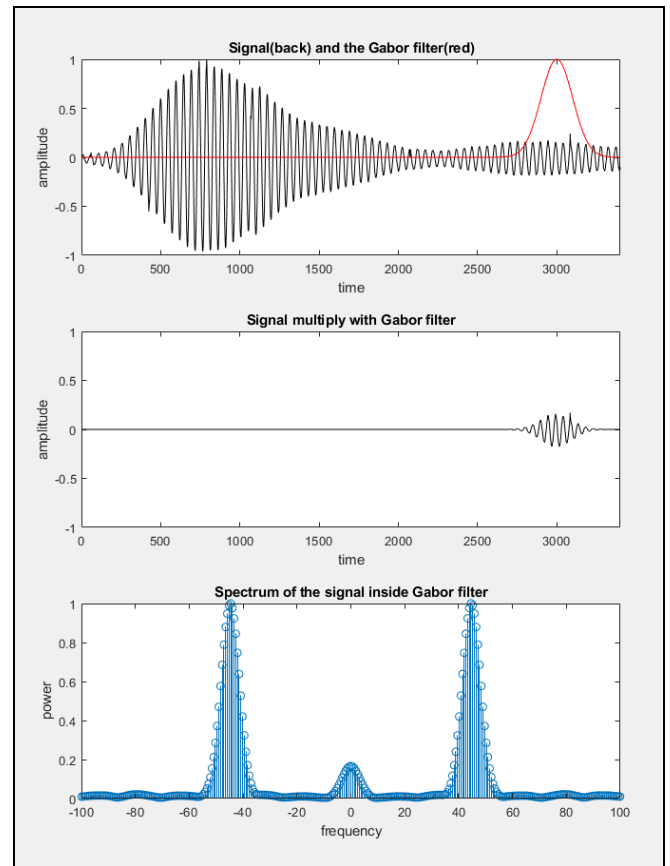 Signal(back) and the Gabor filter(red)
1
0.5
0
-0.5
-1
amplitude
0 500 1000 1500 2000 2500 3000
time
Signal multiply with Gabor filter
1
0.5
0
-0.5
-1
amplitude
0 500 1000 1500 2000 2500 3000
time
Spectrum of the signal inside Gabor filter
1
0.8
0.6
0.4
0.2
0
power
-100 -80 -60 -40 -20 0 20 40 60 80 100
frequency